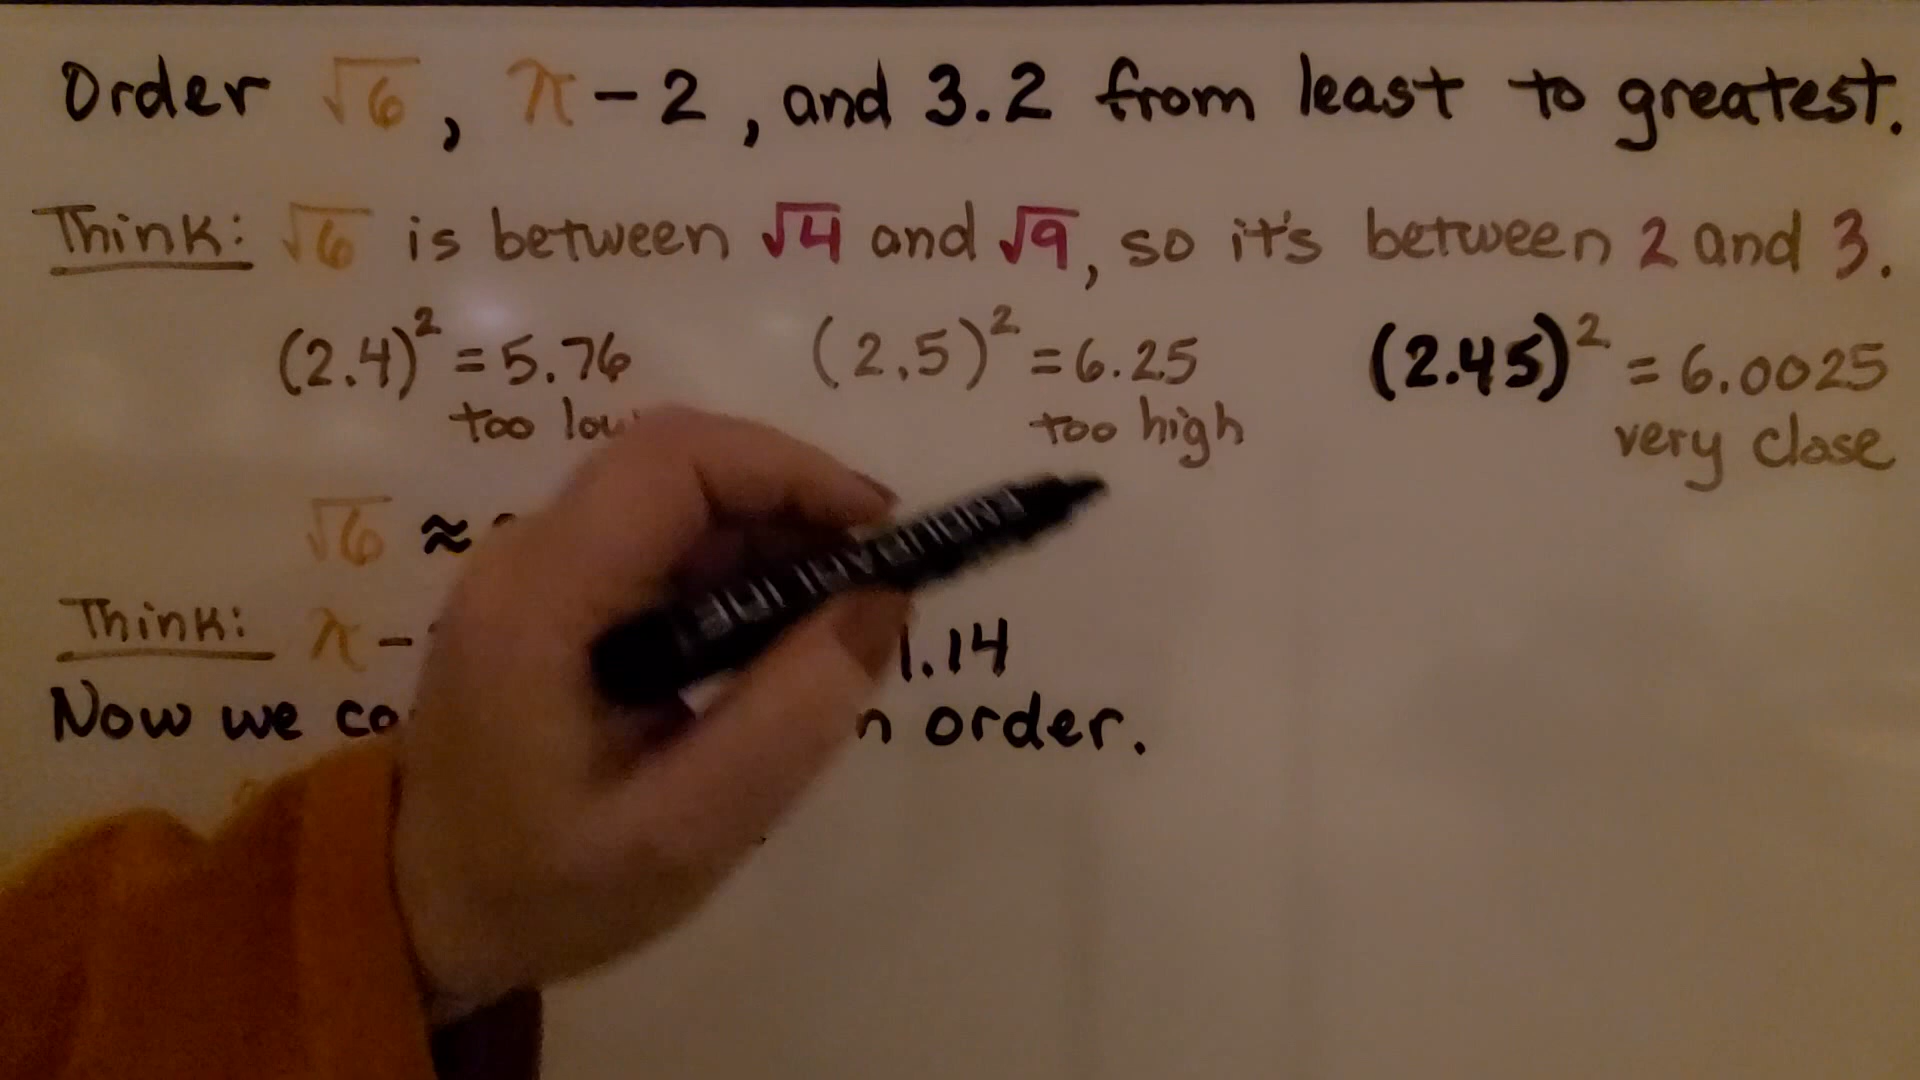 Order √6, π-2, and 3.2 from least to greatest.
Think: √6 is between √4 and √9, so it's between 2 and 3.
(2.4)² = 5.76 (2.5)² = 6.25 (2.45)² = 6.0025
too low too high very close
√6 ≈
Think: π - 1.14
Now we order.